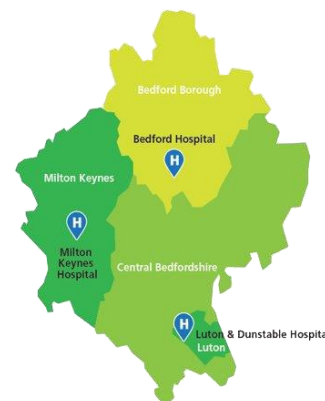 Bedford Borough
Bedford Hospital
H
Milton Keynes
H
Milton
Keynes
Hospital
Central Bedfordshire
H
Luton & Dunstable Hospita
Luton